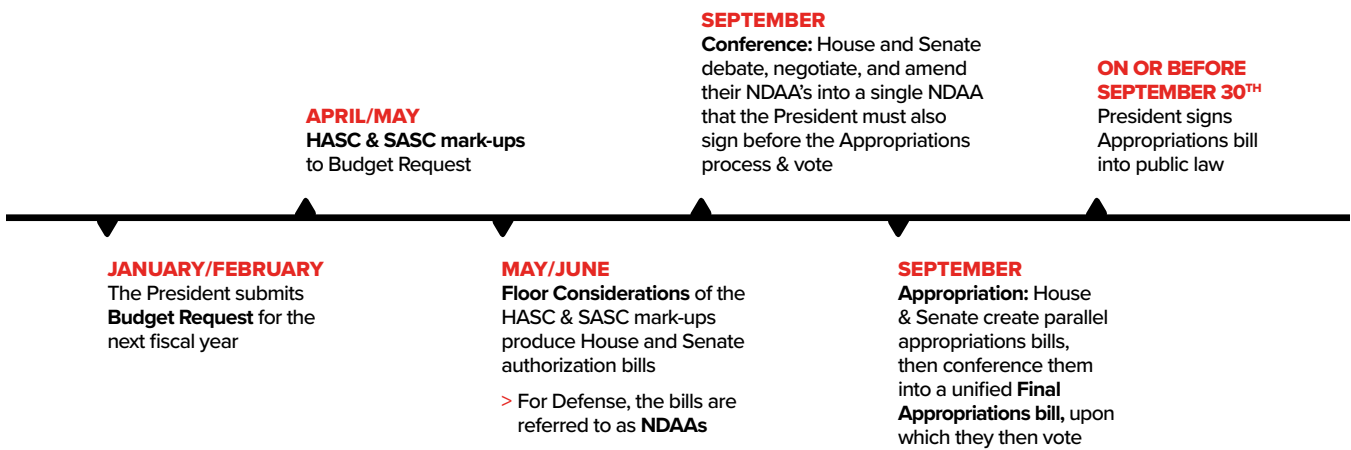 JANUARY/FEBRUARY
The President submits
Budget Request for the
next fiscal year
APRIL/MAY
HASC & SASC mark-ups
to Budget Request
MAY/JUNE
Floor Considerations of the
HASC & SASC mark-ups
produce House and Senate
authorization bills
> For Defense, the bills are
referred to as NDAAs
SEPTEMBER
Conference: House and Senate
debate, negotiate, and amend
their NDAA's into a single NDAA
that the President must also
sign before the Appropriations
process & vote
SEPTEMBER
Appropriation: House
& Senate create parallel
appropriations bills,
then conference them
into a unified Final
Appropriations bill, upon
which they then vote
ON OR BEFORE
SEPTEMBER 30TH
President signs
Appropriations bill
into public law